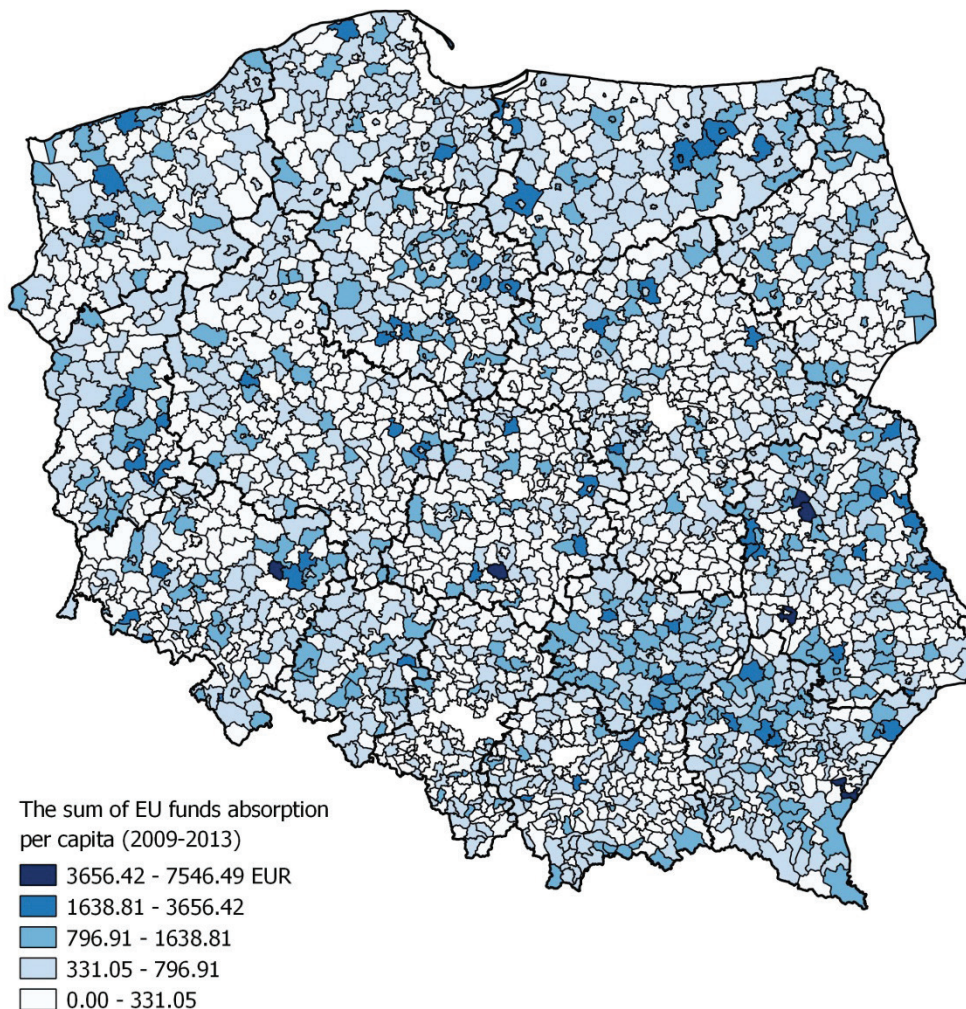 The sum of EU funds absorption
per capita (2009-2013)
3656.42 - 7546.49 EUR
1638.81 - 3656.42
796.91 - 1638.81
331.05 - 796.91
0.00 - 331.05